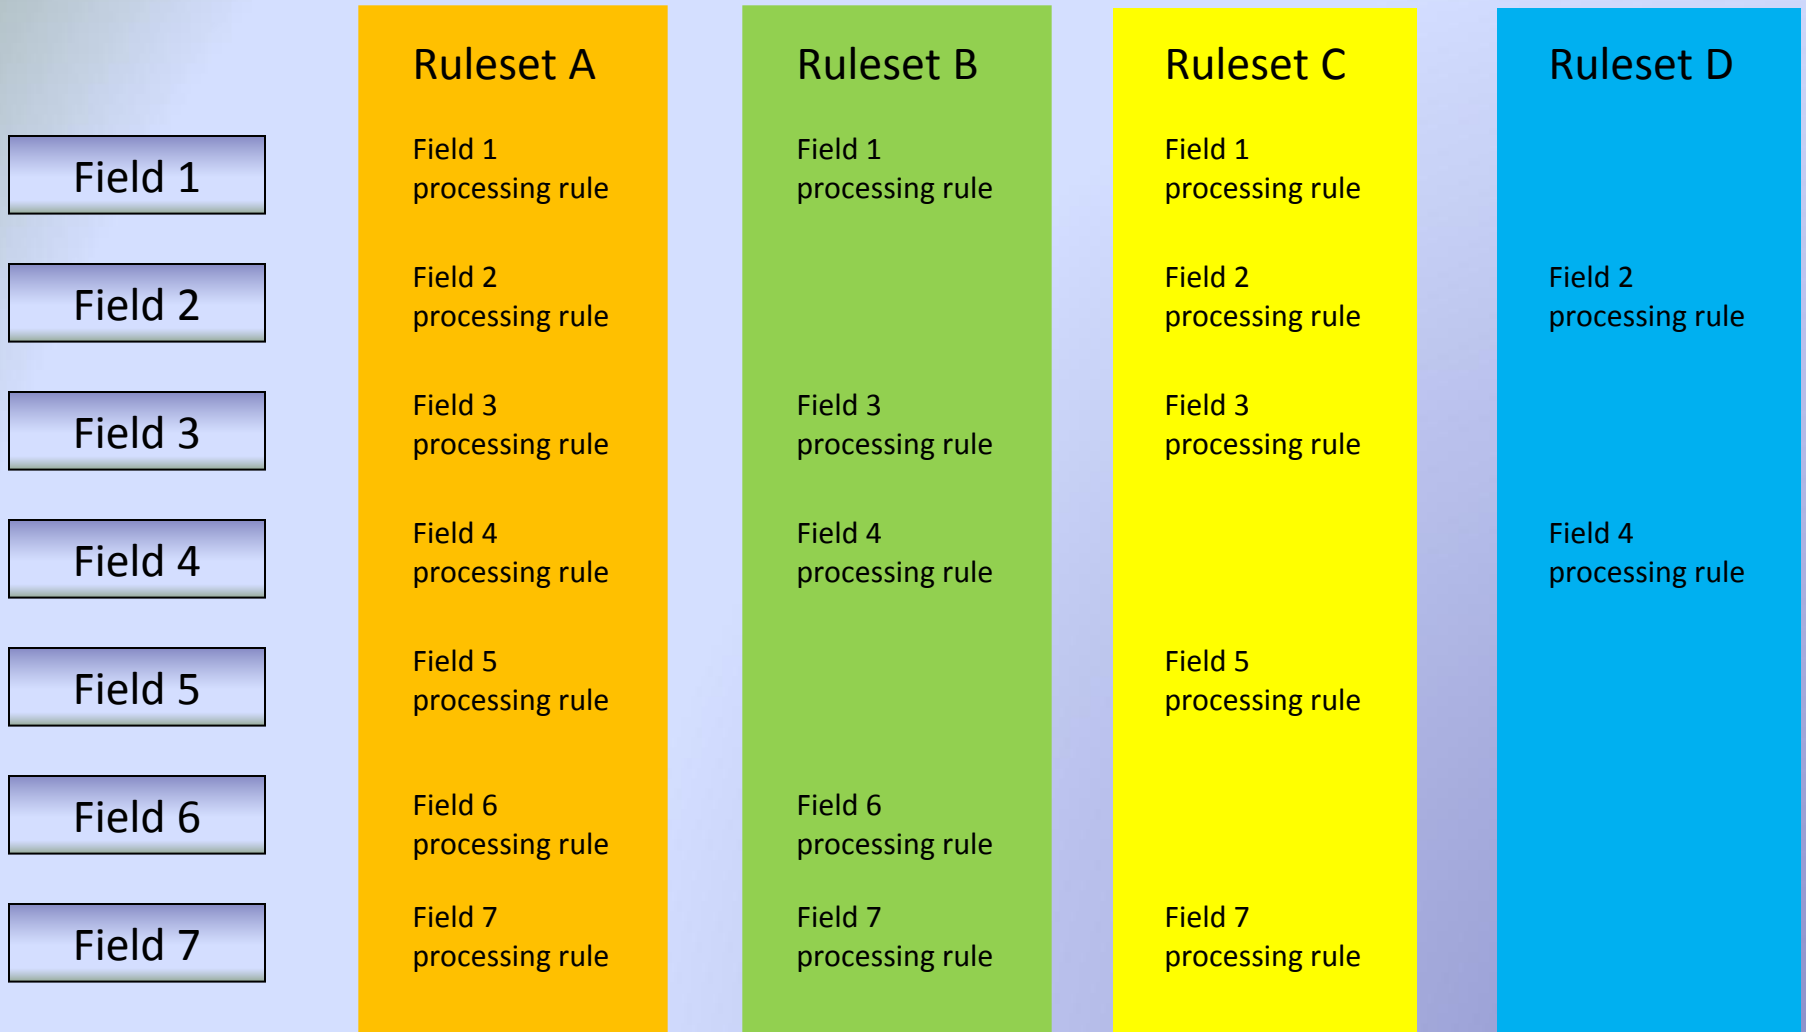 Ruleset A
Ruleset B
Ruleset C
Ruleset D
Field 1
Field 1
processing rule
Field 1
processing rule
Field 1
processing rule
Field 2
Field 2
processing rule
Field 2
processing rule
Field 2
processing rule
Field 3
Field 3
processing rule
Field 3
processing rule
Field 3
processing rule
Field 4
Field 4
processing rule
Field 4
processing rule
Field 4
processing rule
Field 5
Field 5
processing rule
Field 5
processing rule
Field 6
Field 6
processing rule
Field 6
processing rule
Field 7
Field 7
processing rule
Field 7
processing rule
Field 7
processing rule